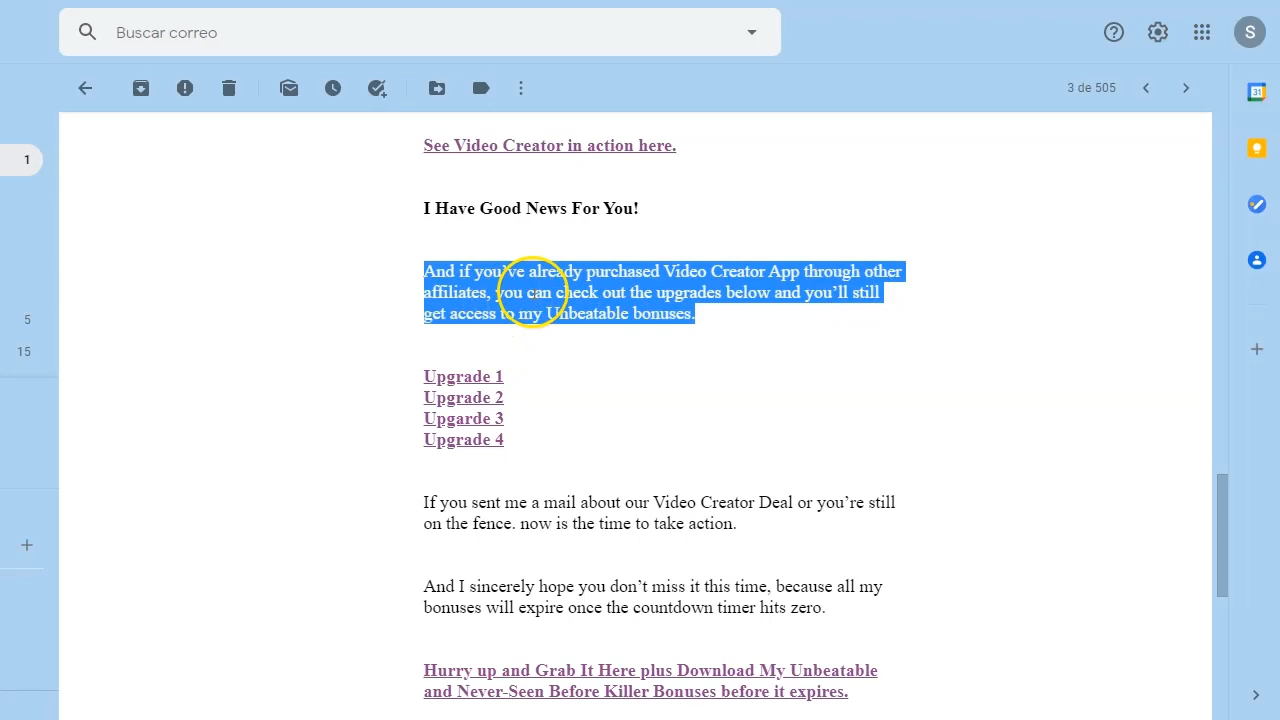 Buscar correo
S
3 de 505
31
1
See Video Creator in action here.
I Have Good News For You!
And if you've already purchased Video Creator App through other
affiliates, you can check out the upgrades below and you'll still
get access to my Unbeatable bonuses.
5
15
Upgrade 1
Upgrade 2
Upgarde 3
Upgrade 4
If you sent me a mail about our Video Creator Deal or you're still
on the fence. now is the time to take action.
And I sincerely hope you don't miss it this time, because all my
bonuses will expire once the countdown timer hits zero.
Hurry up and Grab It Here plus Download My Unbeatable
and Never-Seen Before Killer Bonuses before it expires.